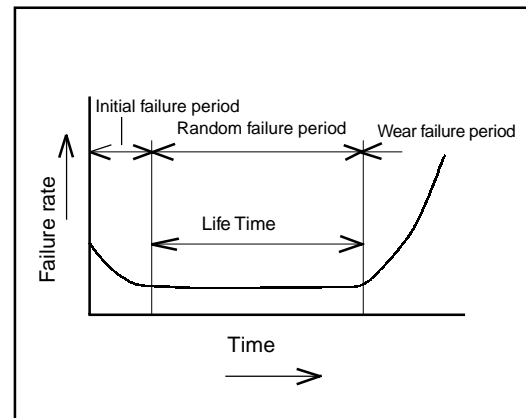 Initial failure period
Random failure period
Wear failure period
Failure rate
Life Time
Time